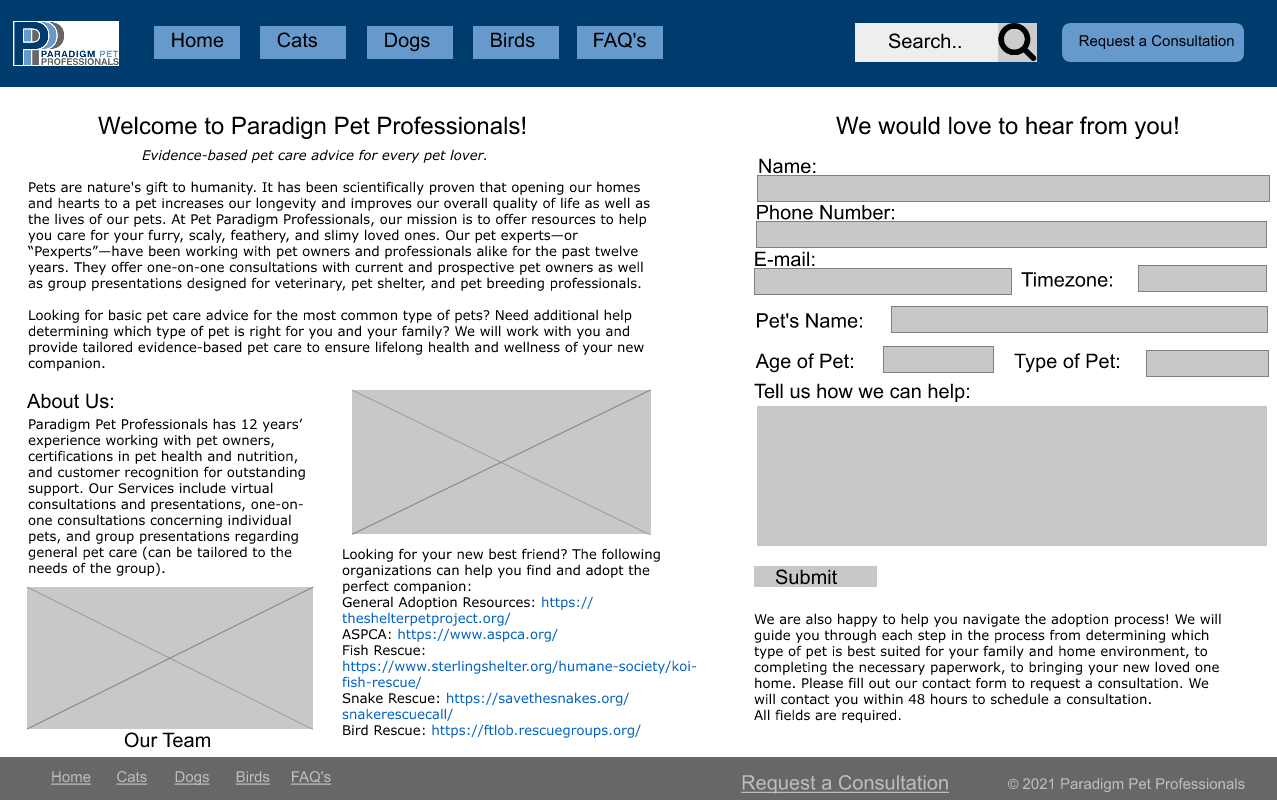 PARADIGM PET
PROFESSIONALS
Home
Cats
Dogs
Birds
FAQ's
Search..
Request a Consultation
Welcome to Paradign Pet Professionals!
Evidence-based pet care advice for every pet lover.
Pets are nature's gift to humanity. It has been scientifically proven that opening our homes
and hearts to a pet increases our longevity and improves our overall quality of life as well as
the lives of our pets. At Pet Paradigm Professionals, our mission is to offer resources to help
you care for your furry, scaly, feathery, and slimy loved ones. Our pet experts—or
“Pexperts”—have been working with pet owners and professionals alike for the past twelve
years. They offer one-on-one consultations with current and prospective pet owners as well
as group presentations designed for veterinary, pet shelter, and pet breeding professionals.
Looking for basic pet care advice for the most common type of pets? Need additional help
determining which type of pet is right for you and your family? We will work with you and
provide tailored evidence-based pet care to ensure lifelong health and wellness of your new
companion.
About Us:
Paradigm Pet Professionals has 12 years’
experience working with pet owners,
certifications in pet health and nutrition,
and customer recognition for outstanding
support. Our Services include virtual
consultations and presentations, one-on-
one consultations concerning individual
pets, and group presentations regarding
general pet care (can be tailored to the
needs of the group).
Our Team
Looking for your new best friend? The following
organizations can help you find and adopt the
perfect companion:
General Adoption Resources: https://
theshelterpetproject.org/
ASPCA: https://www.aspca.org/
Fish Rescue:
https://www.sterlingshelter.org/humane-society/koi-
fish-rescue/
Snake Rescue: https://savethesnakes.org/
snakerescuecall/
Bird Rescue: https://ftlob.rescuegroups.org/
We would love to hear from you!
Name:
Phone Number:
E-mail:
Timezone:
Pet's Name:
Age of Pet:
Type of Pet:
Tell us how we can help:
Submit
We are also happy to help you navigate the adoption process! We will
guide you through each step in the process from determining which
type of pet is best suited for your family and home environment, to
completing the necessary paperwork, to bringing your new loved one
home. Please fill out our contact form to request a consultation. We
will contact you within 48 hours to schedule a consultation.
All fields are required.
Home
Cats
Dogs
Birds
FAQ's
Request a Consultation
© 2021 Paradigm Pet Professionals